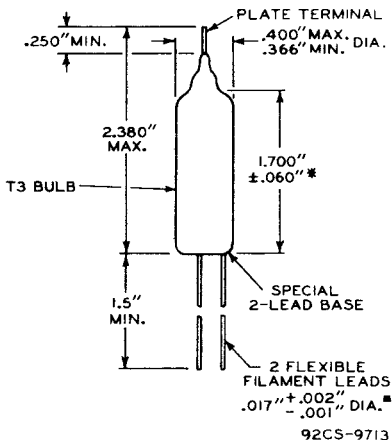 PLATE TERMINAL
.250" MIN.
.400" MAX.
.366" MIN. DIA.
2.380"
MAX.
1.700"
±.060" *
T3 BULB
SPECIAL
2-LEAD BASE
1.5"
MIN.
2 FLEXIBLE
FILAMENT LEADS
.017" +.002"
-.001" DIA.■
92CS-9713